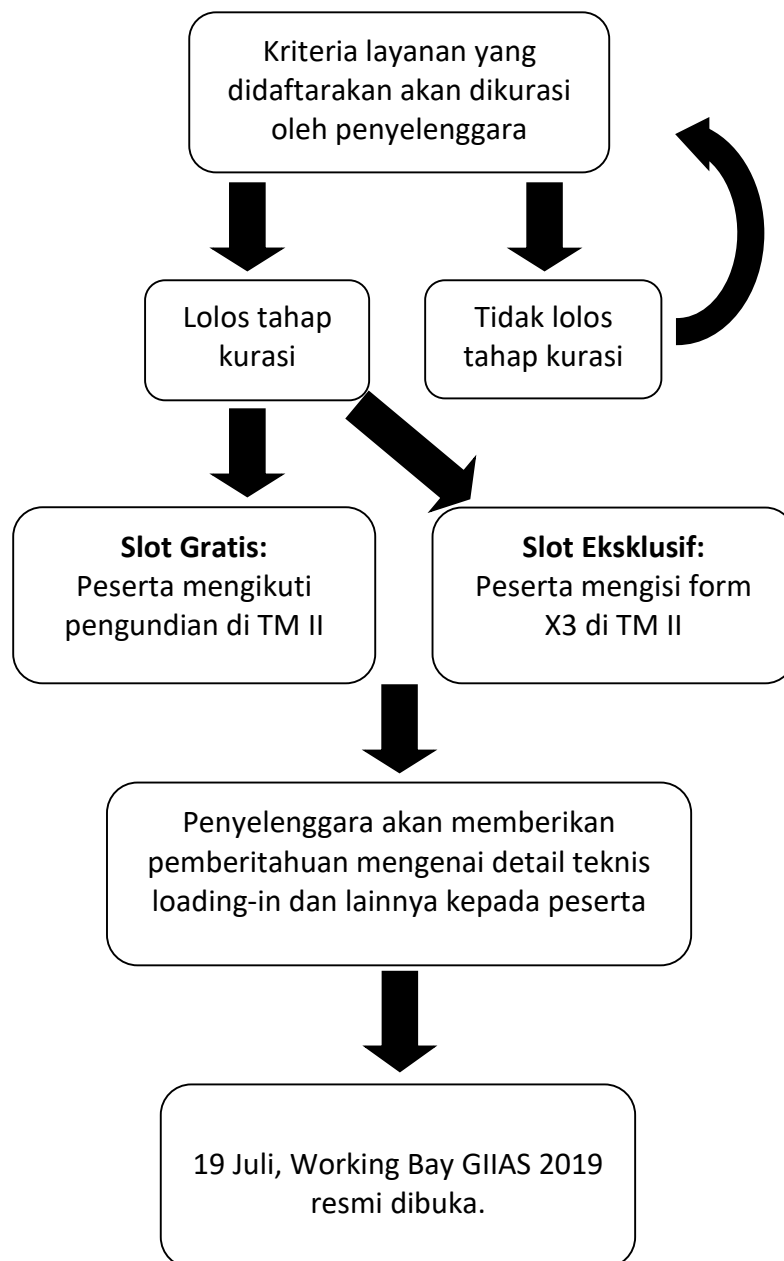 Kriteria layanan yang
didaftarakan akan dikurasi
oleh penyelenggara
Lolos tahap
kurasi
Tidak lolos
tahap kurasi
Slot Gratis:
Peserta mengikuti
pengundian di TM II
Slot Eksklusif:
Peserta mengisi form
X3 di TM II
Penyelenggara akan memberikan
pemberitahuan mengenai detail teknis
loading-in dan lainnya kepada peserta
19 Juli, Working Bay GIIAS 2019
resmi dibuka.